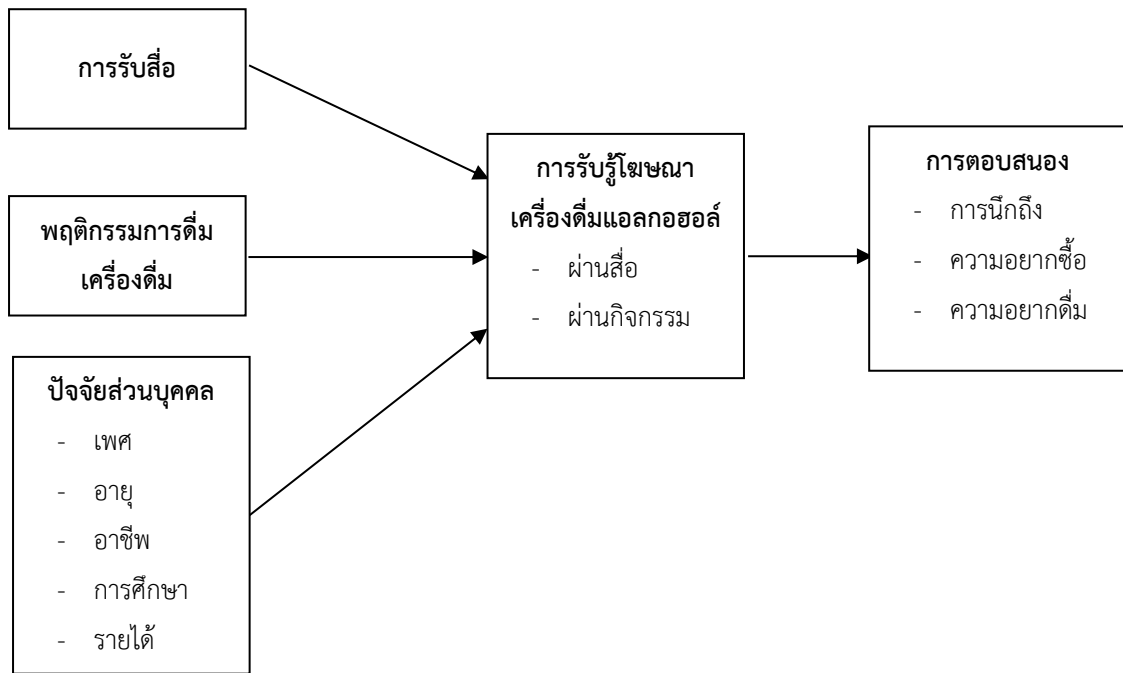 การรับสื่อ
พฤติกรรมการดื่ม
เครื่องดื่ม
ปัจจัยส่วนบุคคล
- เพศ
- อายุ
- อาชีพ
- การศึกษา
- รายได้
การรับรู้โฆษณา
เครื่องดื่มแอลกอฮอล์
- ผ่านสื่อ
- ผ่านกิจกรรม
การตอบสนอง
- การนึกถึง
- ความอยากซื้อ
- ความอยากดื่ม